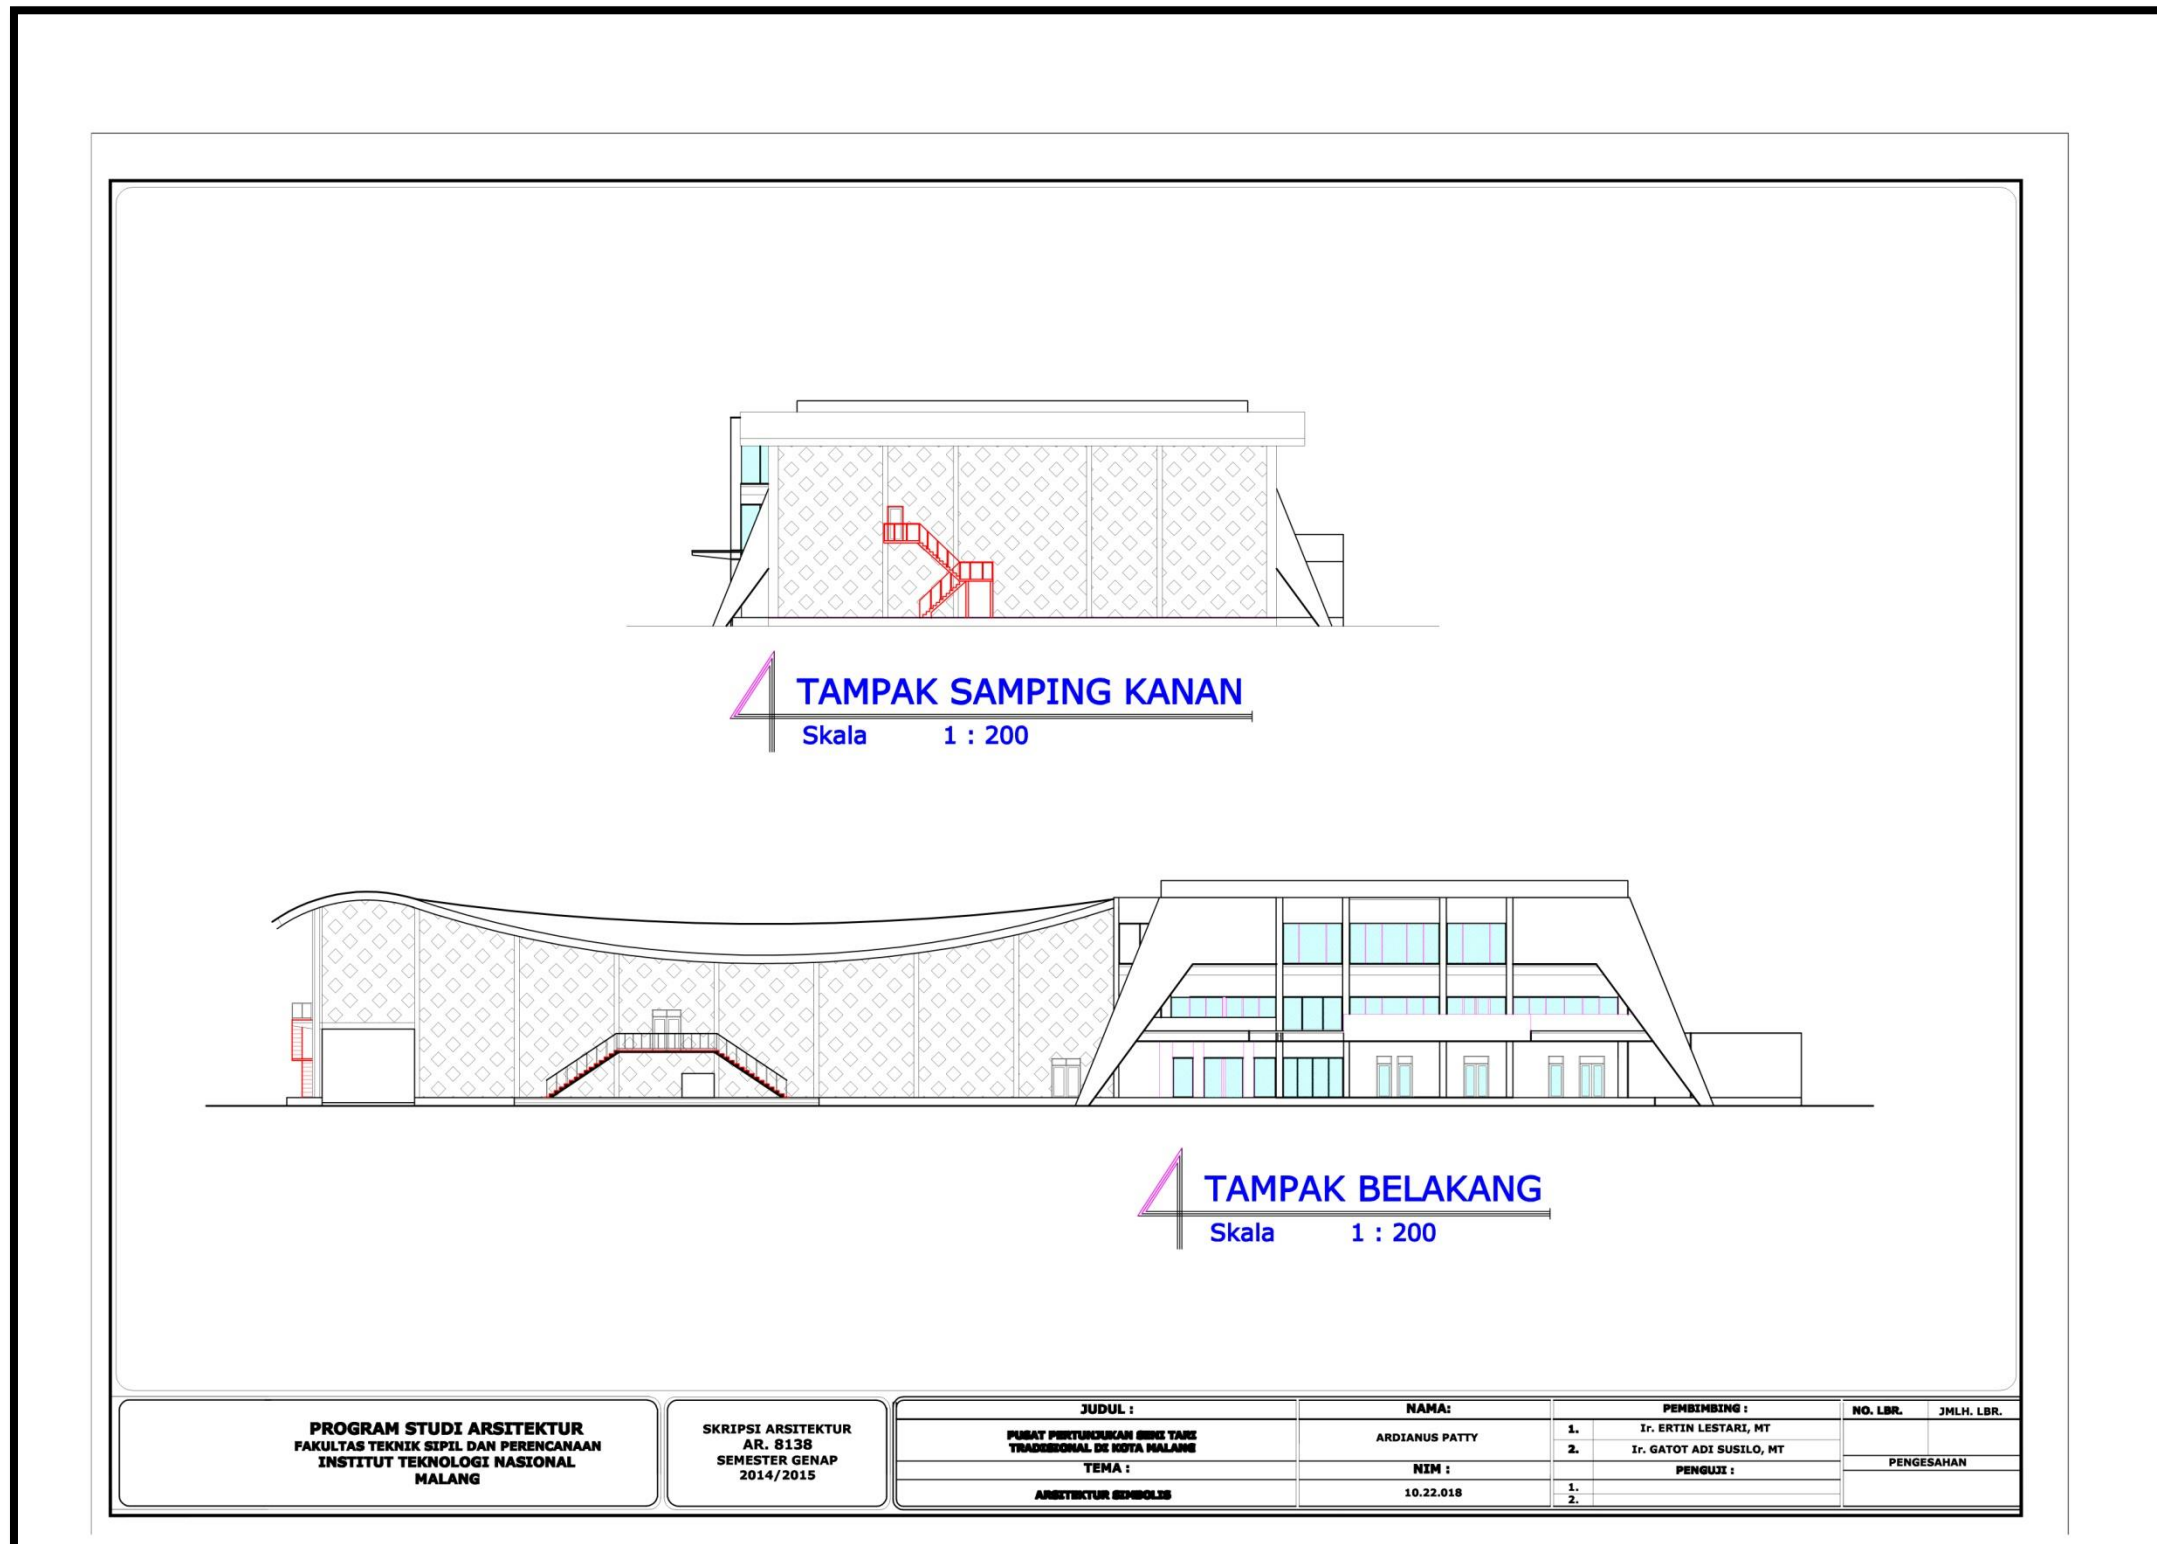 TAMPAK SAMPING KANAN
Skala 1 : 200
TAMPAK BELAKANG
Skala 1 : 200
PROGRAM STUDI ARSITEKTUR
FAKULTAS TEKNIK SIPIL DAN PERENCANAAN
INSTITUT TEKNOLOGI NASIONAL
MALANG
SKRIPSI ARSITEKTUR
AR. 8138
SEMESTER GENAP
2014/2015
JUDUL :
PUSAT PERTUNJUKAN SENI TARI
TRADISIONAL DI KOTA MALANG
TEMA :
ARSITEKTUR SIMBOLIS
NAMA:
ARDIANUS PATTY
NIM :
10.22.018
PEMBIMBING :
1. Ir. ERTIN LESTARI, MT
2. Ir. GATOT ADI SUSILO, MT
PENGUJI :
1.
2.
NO. LBR. JMLH. LBR.
PENGESAHAN